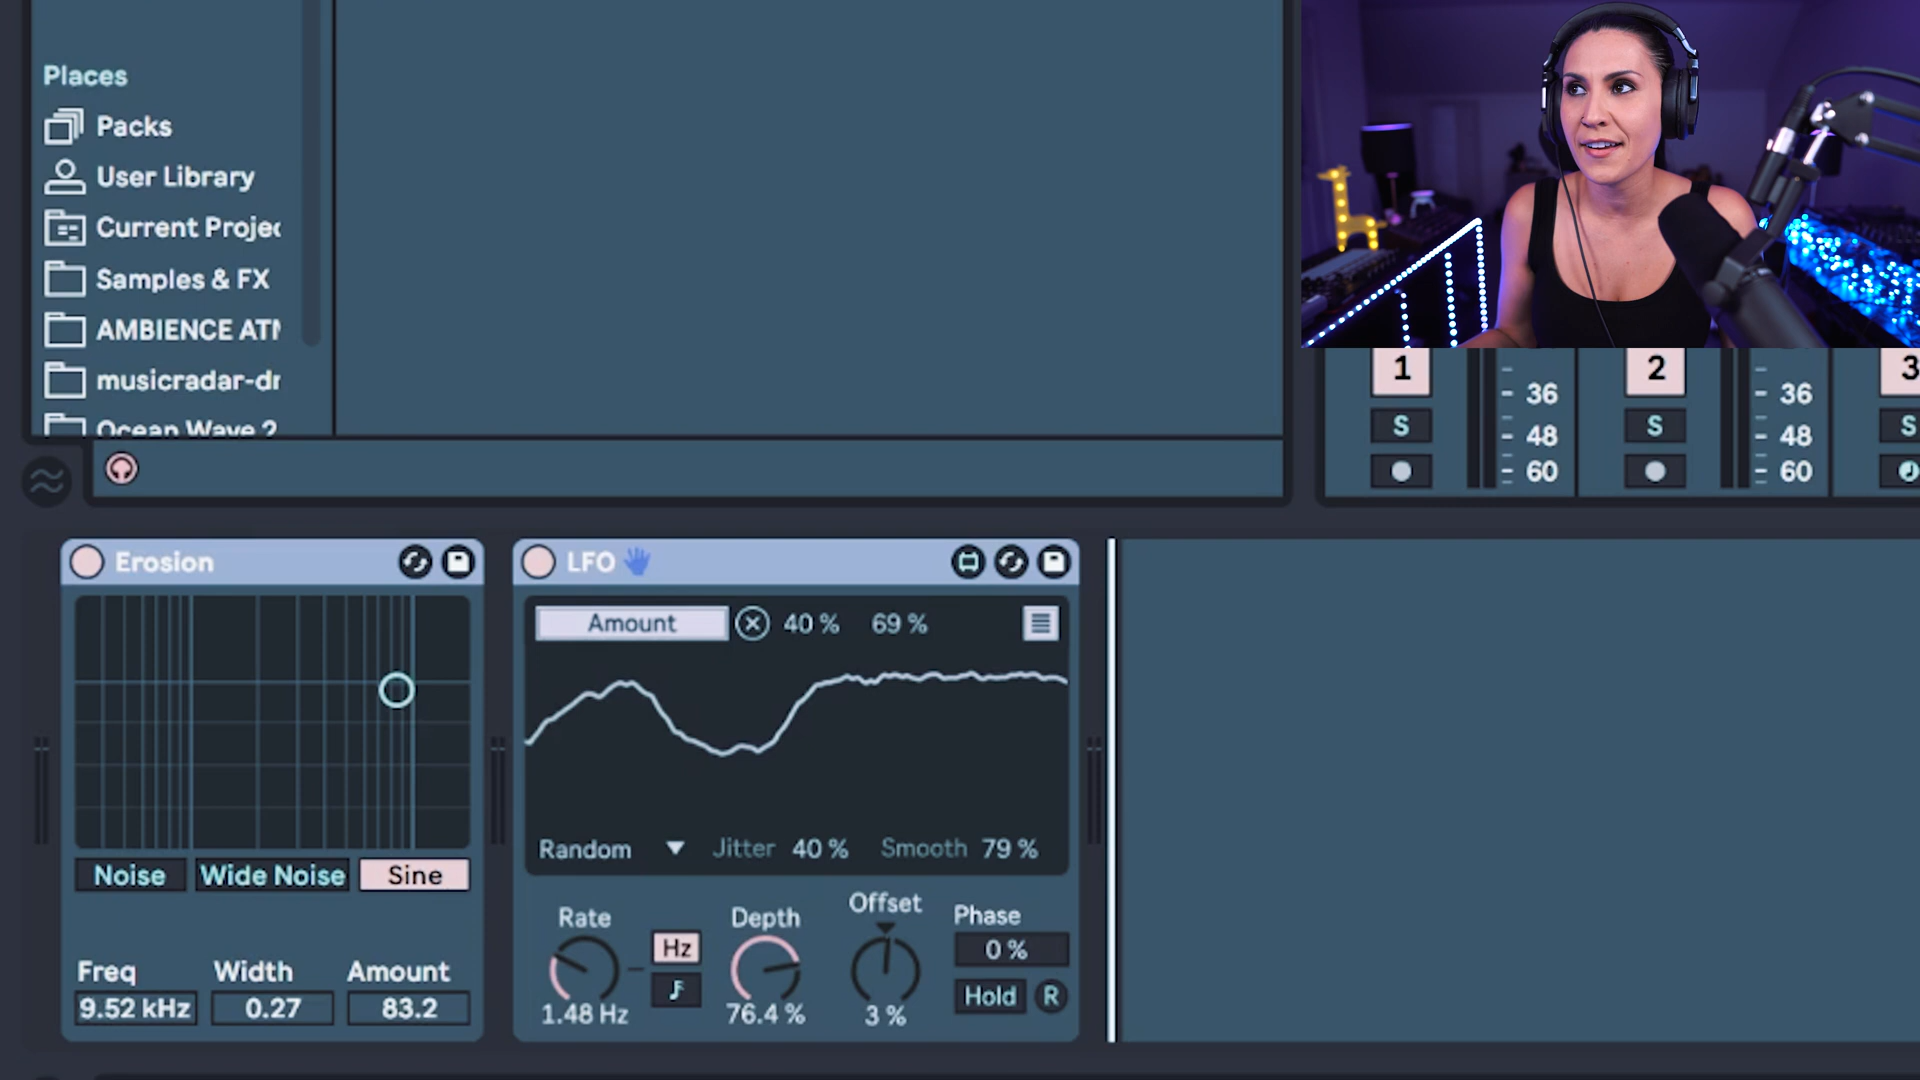 Places
Packs
User Library
Current Projec
Samples & FX
AMBIENCE AT
musicradar-dr
Ocean Wave 2
1
36
2
36
3
S
48
S
48
S
60
60
Erosion
LFO
Amount
40 %
69 %
Random
Jitter
40 %
Smooth
79 %
Noise
Wide Noise
Sine
Rate
Hz
Depth
Offset
Phase
0 %
Freq
Width
Amount
Hold
R
9.52 kHz
0.27
83.2
1.48 Hz
76.4 %
3 %